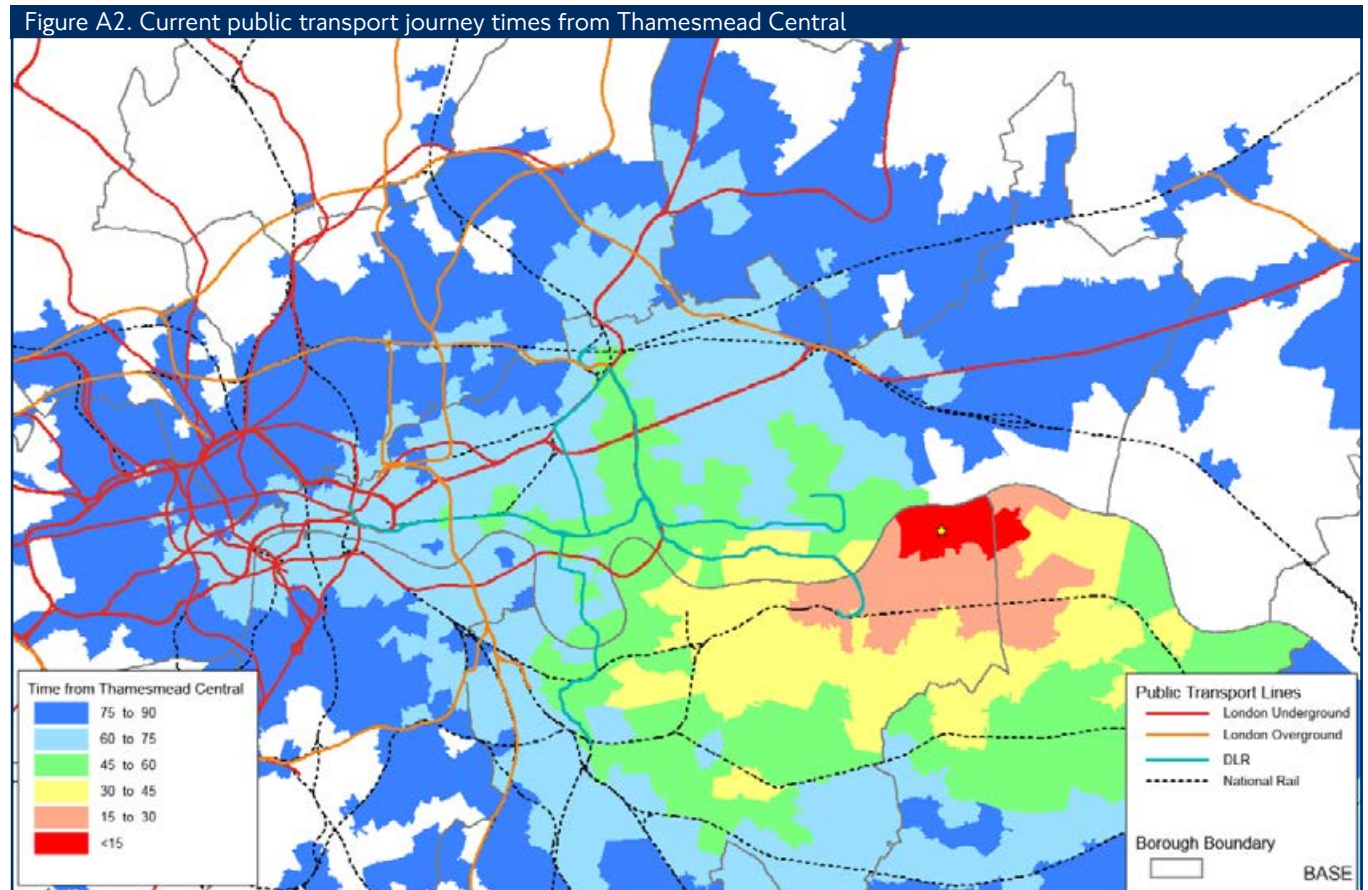 Figure A2. Current public transport journey times from Thamesmead Central
Time from Thamesmead Central
75 to 90
60 to 75
45 to 60
30 to 45
15 to 30
<15
Public Transport Lines
London Underground
London Overground
DLR
National Rail
Borough Boundary
BASE